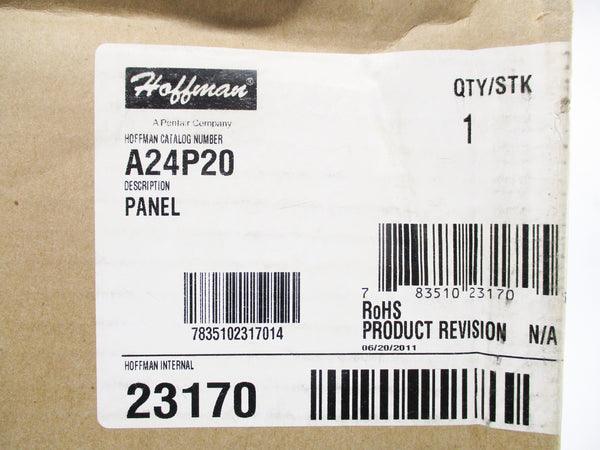 Hoffman®
A Pentair Company
QTY/STK
1
HOFFMAN CATALOG NUMBER
A24P20
DESCRIPTION
PANEL
7835102317014
7 83510 23170
RoHS
PRODUCT REVISION N/A
06/20/2011
HOFFMAN INTERNAL
23170